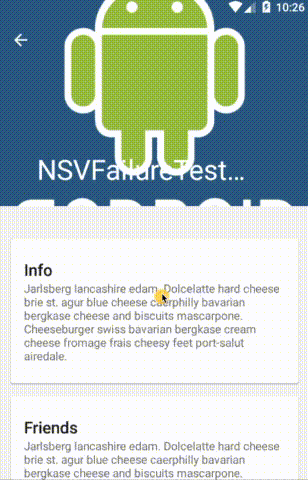 10:26
NSVFailureTest...
Info
Jarlsberg lancashire edam. Dolcelatte hard cheese
brie st. agur blue cheese caerphilly bavarian
bergkase cheese and biscuits mascarpone.
Cheeseburger swiss bavarian bergkase cream
cheese fromage frais cheesy feet port-salut
airedale.
Friends
Jarlsberg lancashire edam. Dolcelatte hard cheese
brie st. agur blue cheese caerphilly bavarian
bergkase cheese and biscuits mascarpone.